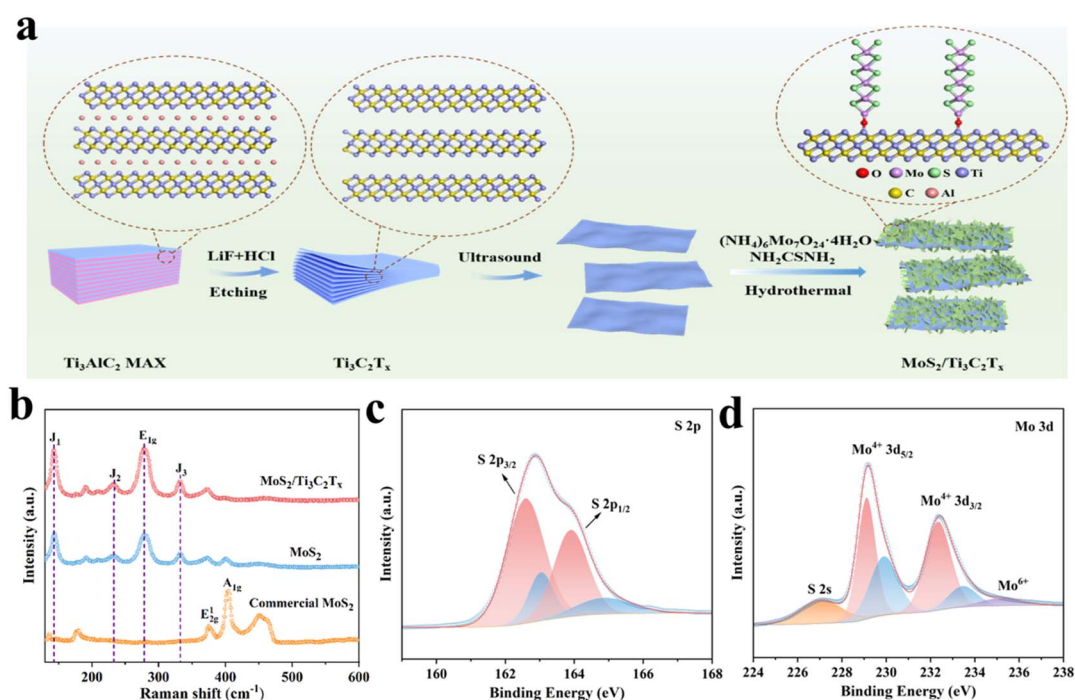 a
O Mo S Ti
C Al
LiF+HCl
Etching
Ultrasound
(NH₄)₆Mo₇O₂₄·4H₂O
NH₂CSNH₂
Hydrothermal
Ti₃AlC₂ MAX
Ti₃C₂Tₓ
MoS₂/Ti₃C₂Tₓ
b
J₁
J₂
E₁g
J₃
MoS₂/Ti₃C₂Tₓ
MoS₂
A₁g
E¹₂g
Commercial MoS₂
Intensity (a.u.)
200 300 400 500 600
Raman shift (cm⁻¹)
c
S 2p
S 2p₃/₂
S 2p₁/₂
Intensity (a.u.)
160 162 164 166 168
Binding Energy (eV)
d
Mo 3d
Mo⁴⁺ 3d₅/₂
Mo⁴⁺ 3d₃/₂
S 2s
Mo⁶⁺
Intensity (a.u.)
224 226 228 230 232 234 236 238
Binding Energy (eV)